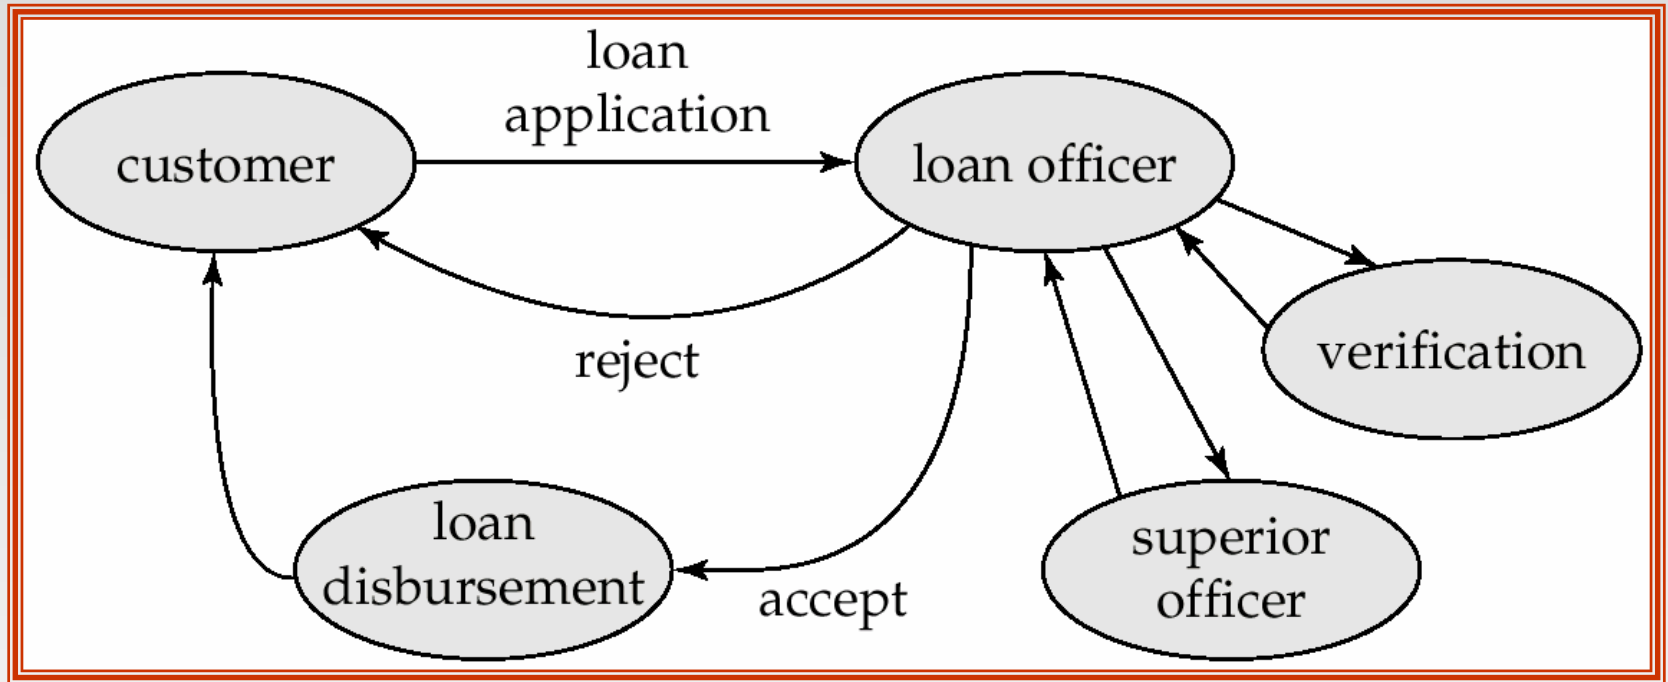 loan
application
customer
loan officer
reject
verification
loan
disbursement
accept
superior
officer